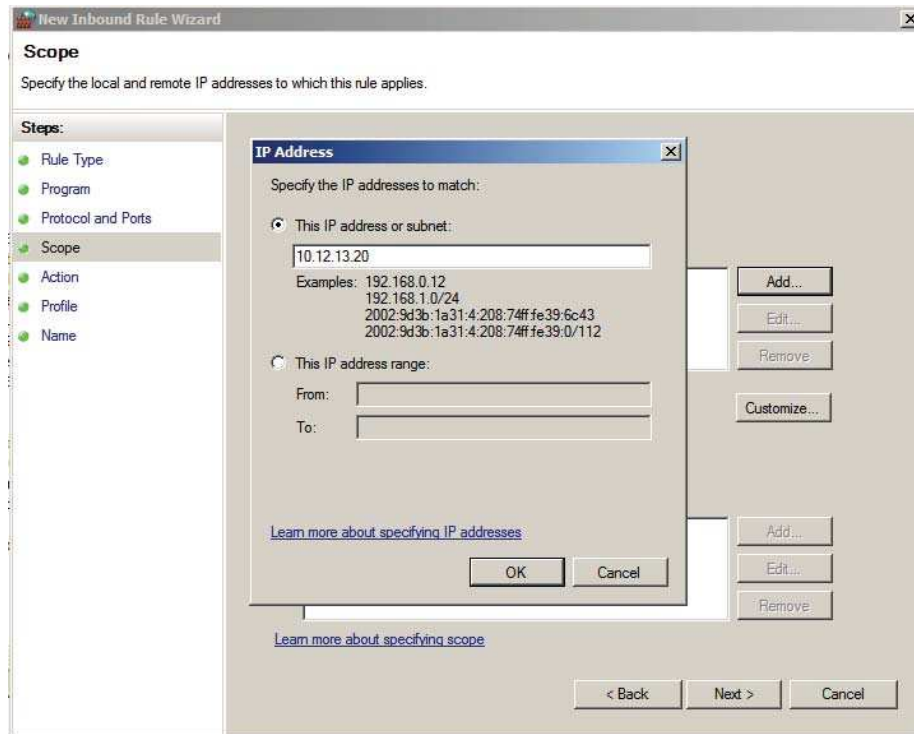 New Inbound Rule Wizard
Scope
Specify the local and remote IP addresses to which this rule applies.
Steps:
Rule Type
Program
Protocol and Ports
Scope
Action
Profile
Name
IP Address
Specify the IP addresses to match:
This IP address or subnet:
10.12.13.20
Examples: 192.168.0.12
192.168.1.0/24
2002:9d3b:1a31:4:208:74ff:fe39:6c43
2002:9d3b:1a31:4:208:74ff:fe39:0/112
This IP address range:
From:
To:
Learn more about specifying IP addresses
OK Cancel
Add...
Edit...
Remove
Customize...
Add...
Edit...
Remove
Learn more about specifying scope
< Back Next > Cancel